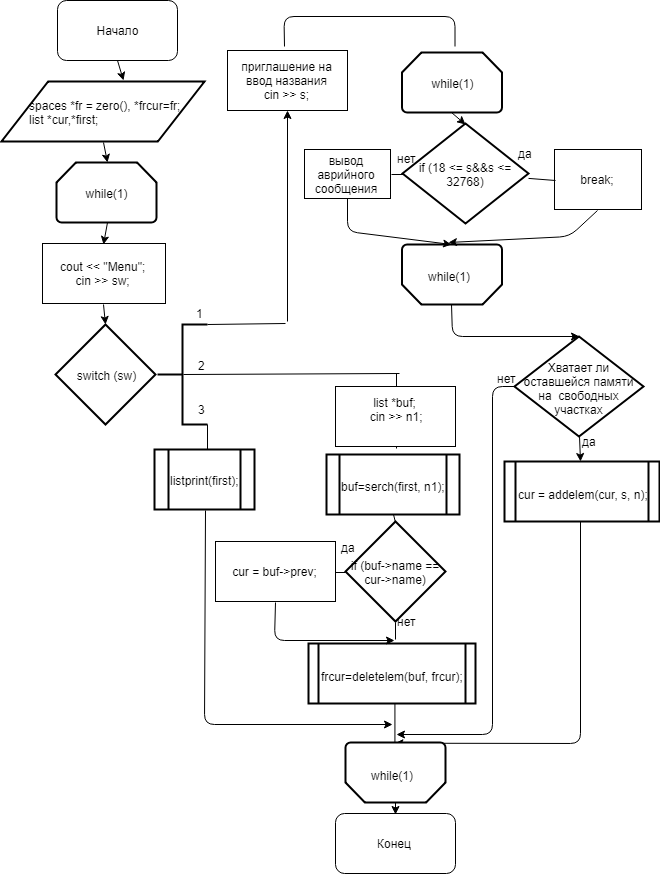 Начало
spaces *fr = zero(), *frcur=fr;
list *cur,*first;
while(1)
cout << "Menu";
cin >> sw;
switch (sw)
1
2
3
приглашение на
ввод названия
cin >> s;
while(1)
if (18 <= s&&s <=
32768)
нет
да
вывод
аврийного
сообщения
break;
while(1)
Хватает ли
оставшейся памяти
на свободных
участках
нет
да
cur = addelem(cur, s, n);
list *buf;
cin >> n1;
buf=serch(first, n1);
listprint(first);
if (buf->name ==
cur->name)
да
нет
cur = buf->prev;
frcur=deletelem(buf, frcur);
while(1)
Конец